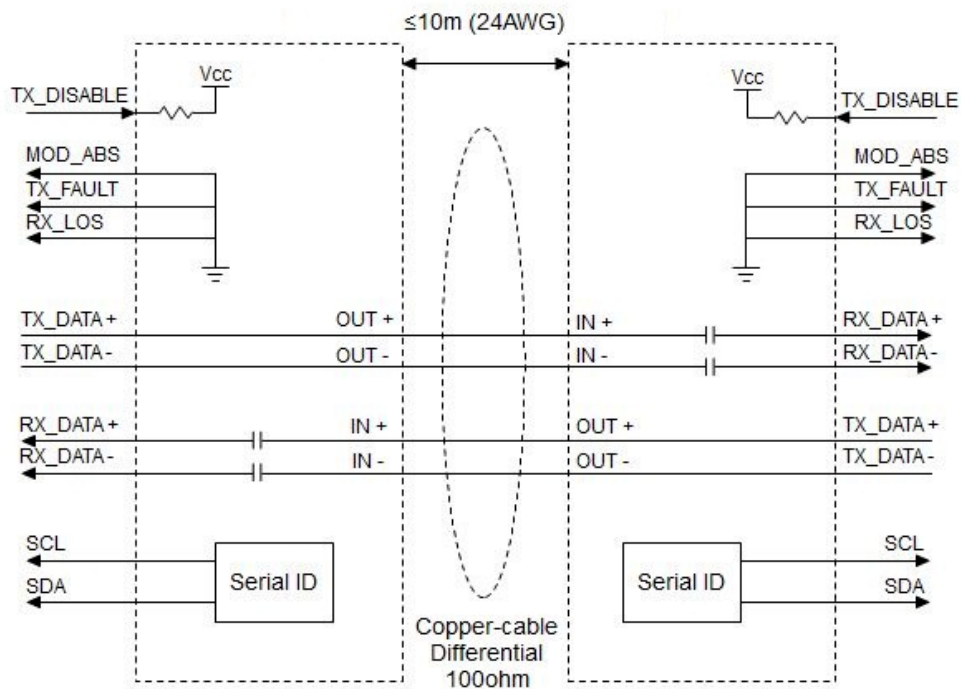 ≤10m (24AWG)
Vcc
Vcc
TX_DISABLE
TX_DISABLE
MOD_ABS
MOD_ABS
TX_FAULT
TX_FAULT
RX_LOS
RX_LOS
TX_DATA+
OUT +
IN +
RX_DATA+
TX_DATA-
OUT -
IN -
RX_DATA-
RX_DATA+
IN +
OUT +
TX_DATA+
RX_DATA-
IN -
OUT -
TX_DATA-
SCL
SCL
Serial ID
Serial ID
SDA
SDA
Copper-cable
Differential
100ohm